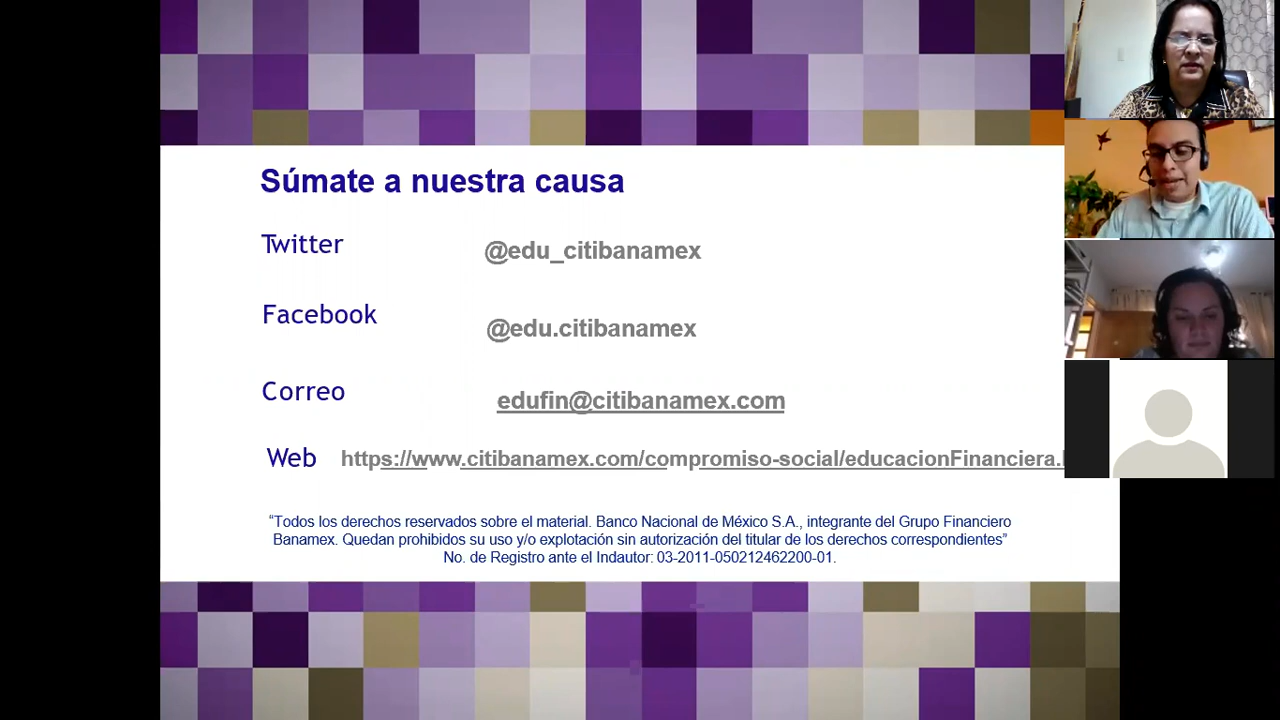 Súmate a nuestra causa
Twitter @edu_citibanamex
Facebook @edu.citibanamex
Correo edufin@citibanamex.com
Web https://www.citibanamex.com/compromiso-social/educacionFinanciera.
“Todos los derechos reservados sobre el material. Banco Nacional de México S.A., integrante del Grupo Financiero
Banamex. Quedan prohibidos su uso y/o explotación sin autorización del titular de los derechos correspondientes”
No. de Registro ante el Indautor: 03-2011-050212462200-01.